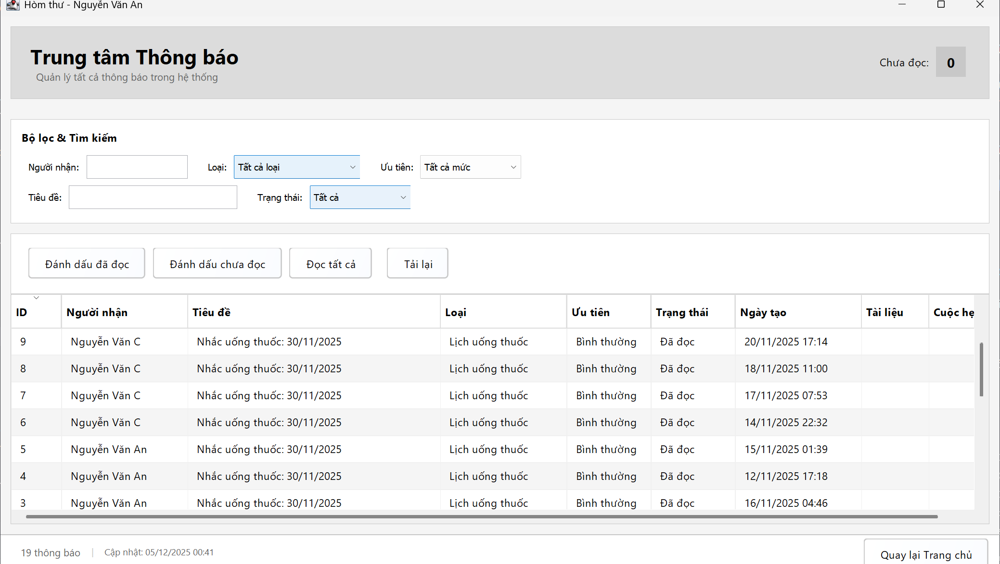 Hòm thư - Nguyễn Văn An
Trung tâm Thông báo
Quản lý tất cả thông báo trong hệ thống
Chưa đọc: 0
Bộ lọc & Tìm kiếm
Người nhận: Loại: Tất cả loại Ưu tiên: Tất cả mức
Tiêu đề: Trạng thái: Tất cả
Đánh dấu đã đọc Đánh dấu chưa đọc Đọc tất cả Tải lại
ID Người nhận Tiêu đề Loại Ưu tiên Trạng thái Ngày tạo Tài liệu Cuộc hẹ
9 Nguyễn Văn C Nhắc uống thuốc: 30/11/2025 Lịch uống thuốc Bình thường Đã đọc 20/11/2025 17:14
8 Nguyễn Văn C Nhắc uống thuốc: 30/11/2025 Lịch uống thuốc Bình thường Đã đọc 18/11/2025 11:00
7 Nguyễn Văn C Nhắc uống thuốc: 30/11/2025 Lịch uống thuốc Bình thường Đã đọc 17/11/2025 07:53
6 Nguyễn Văn C Nhắc uống thuốc: 30/11/2025 Lịch uống thuốc Bình thường Đã đọc 14/11/2025 22:32
5 Nguyễn Văn An Nhắc uống thuốc: 30/11/2025 Lịch uống thuốc Bình thường Đã đọc 15/11/2025 01:39
4 Nguyễn Văn An Nhắc uống thuốc: 30/11/2025 Lịch uống thuốc Bình thường Đã đọc 12/11/2025 17:18
3 Nguyễn Văn An Nhắc uống thuốc: 30/11/2025 Lịch uống thuốc Bình thường Đã đọc 16/11/2025 04:46
19 thông báo | Cập nhật: 05/12/2025 00:41
Quay lại Trang chủ